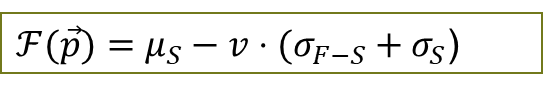 ℱ(p⃗) = μ_S − v · (σ_{F−S} + σ_S)